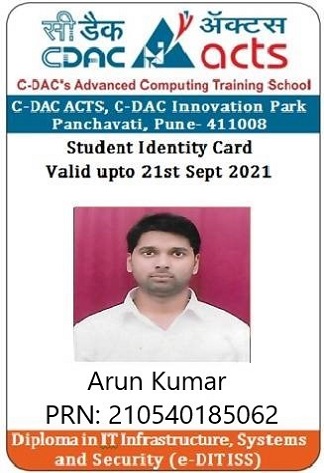 सी डैक ॲक्टस
CDAC acts
C-DAC's Advanced Computing Training School
C-DAC ACTS, C-DAC Innovation Park
Panchavati, Pune- 411008
Student Identity Card
Valid upto 21st Sept 2021
Arun Kumar
PRN: 210540185062
Diploma in IT Infrastructure, Systems
and Security (e-DITISS)